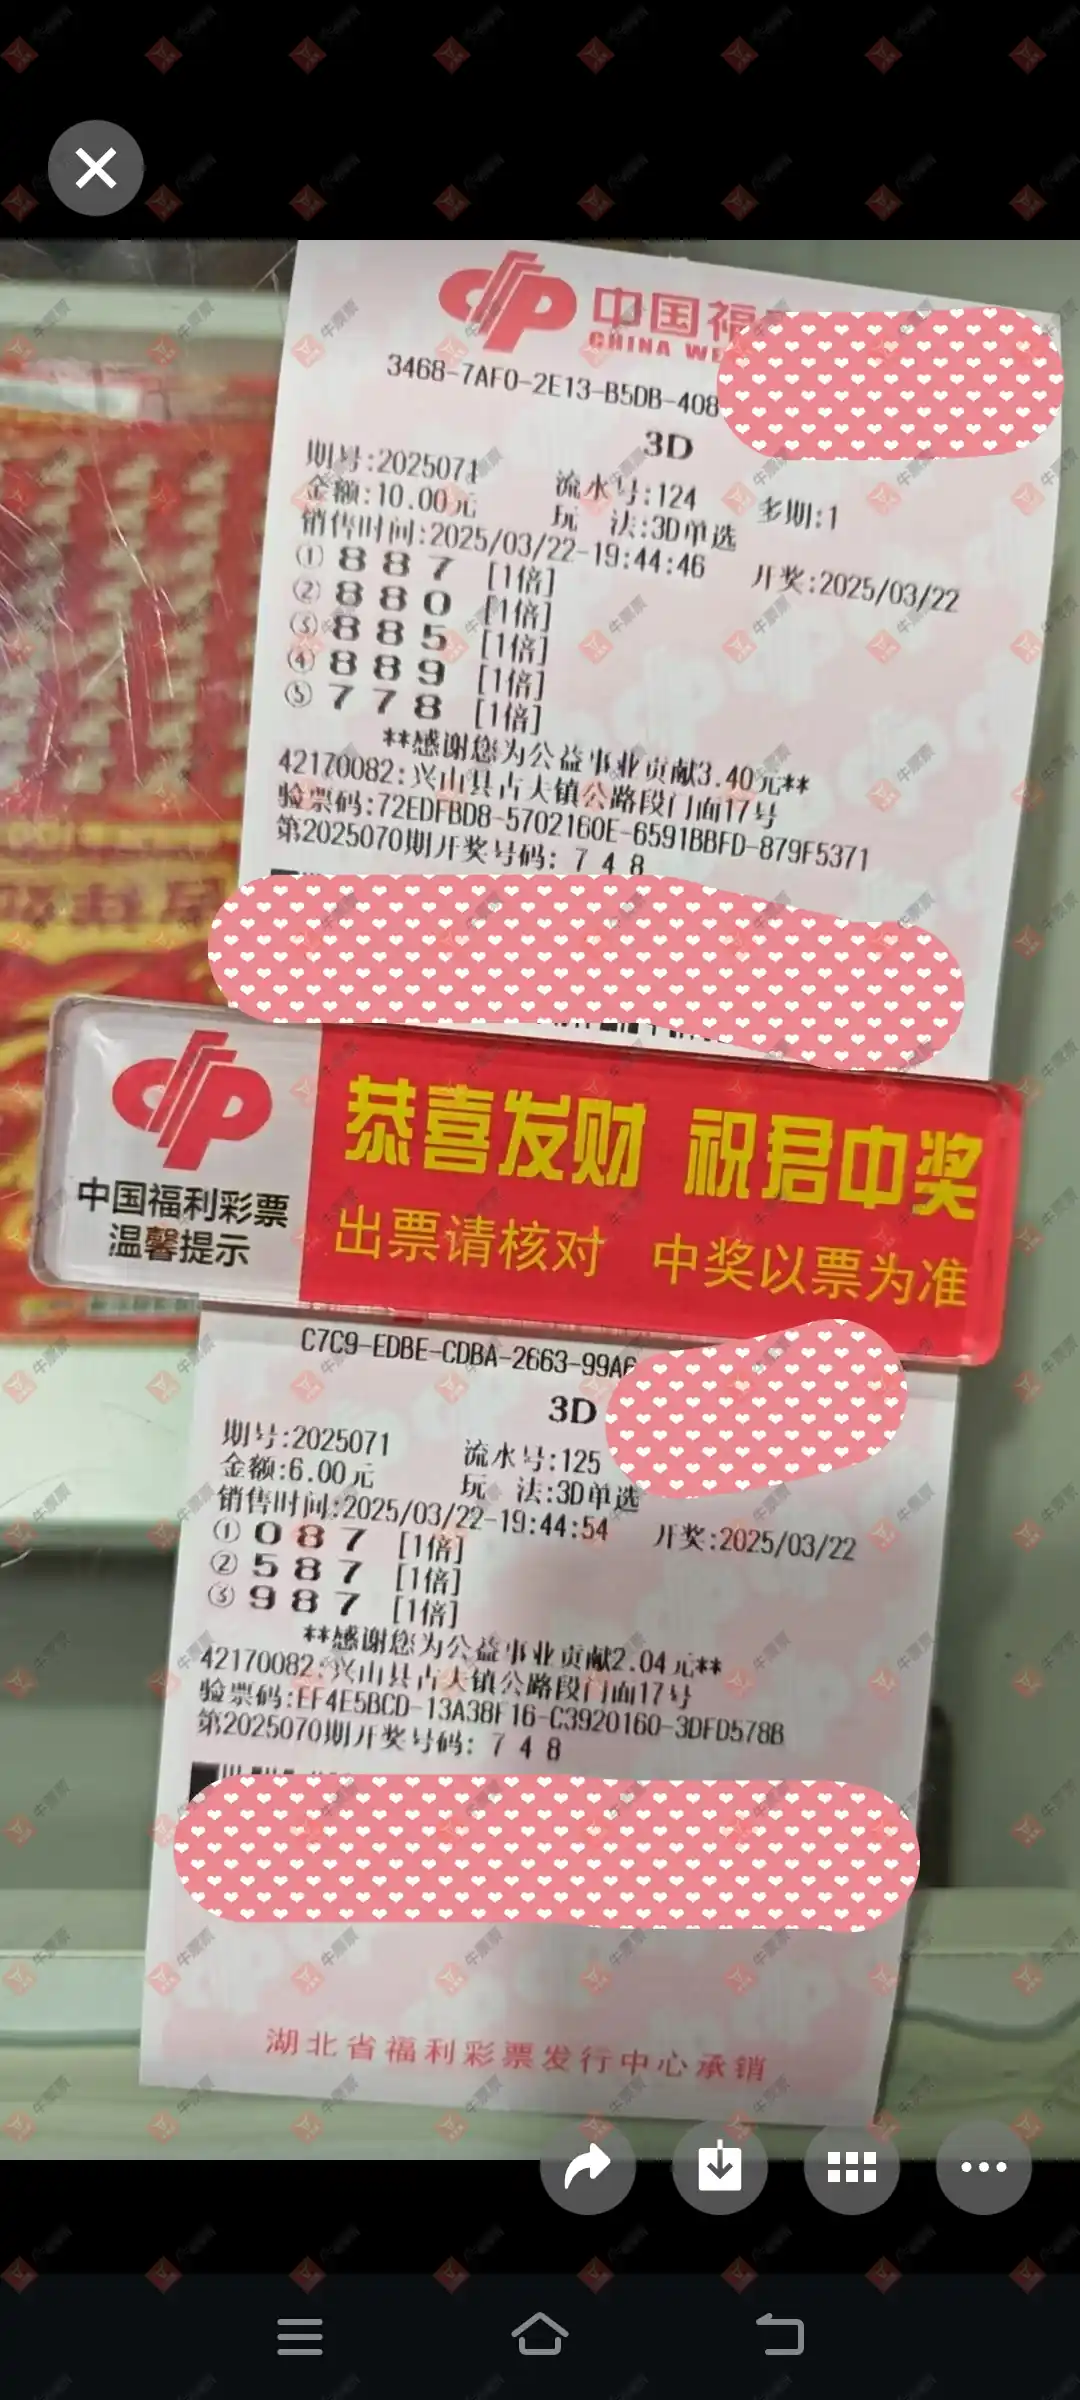 中国福
CHINA WE
3468-7AF0-2E13-B5DB-408
3D
期号:2025071 流水号:124 多期:1
金额:10.00元 玩 法:3D单选
销售时间:2025/03/22-19:44:46 开奖:2025/03/22
① 8 8 7 [1倍]
② 8 8 0 [1倍]
③ 8 8 5 [1倍]
④ 8 8 9 [1倍]
⑤ 7 7 8 [1倍]
**感谢您为公益事业贡献3.40元**
42170082:兴山县古夫镇公路段门面17号
验票码:72EDFBD8-5702160E-6591BBFD-879F5371
第2025070期开奖号码: 7 4 8
中国福利彩票
温馨提示
恭喜发财 祝君中奖
出票请核对 中奖以票为准
C7C9-EDBE-CDBA-2663-99A6
3D
期号:2025071 流水号:125
金额:6.00元 玩 法:3D单选
销售时间:2025/03/22-19:44:54 开奖:2025/03/22
① 0 8 7 [1倍]
② 5 8 7 [1倍]
③ 9 8 7 [1倍]
**感谢您为公益事业贡献2.04元**
42170082:兴山县古夫镇公路段门面17号
验票码:EF4E5BCD-13A38F16-C3920160-3DFD578B
第2025070期开奖号码: 7 4 8
湖北省福利彩票发行中心承销
牛票票